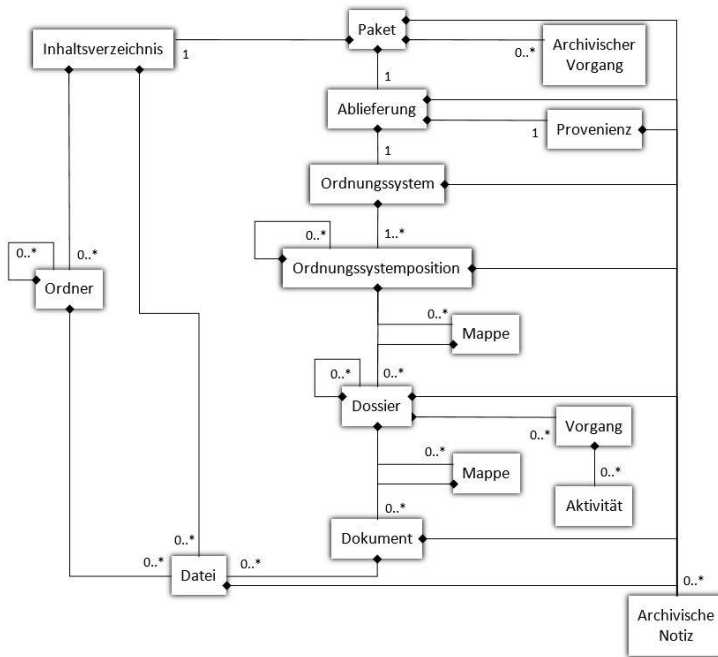 Paket
Inhaltsverzeichnis
1
0..*
Archivischer
Vorgang
1
Ablieferung
1
Provenienz
1
Ordnungssystem
0..*
1..*
Ordnungssystemposition
0..*
0..*
Ordner
0..*
Mappe
0..*
0..*
Dossier
0..*
Vorgang
0..*
Mappe
0..*
Aktivität
0..*
Dokument
0..*
0..*
0..*
Datei
0..*
Archivische
Notiz